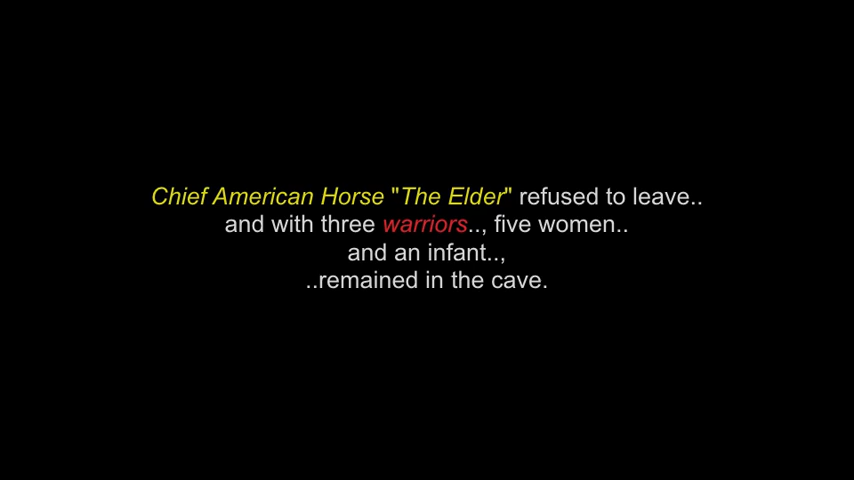 Chief American Horse "The Elder" refused to leave..
and with three warriors.., five women..
and an infant..,
..remained in the cave.